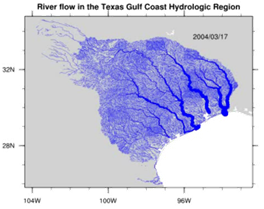 River flow in the Texas Gulf Coast Hydrologic Region
2004/03/17
32N
28N
104W
100W
96W